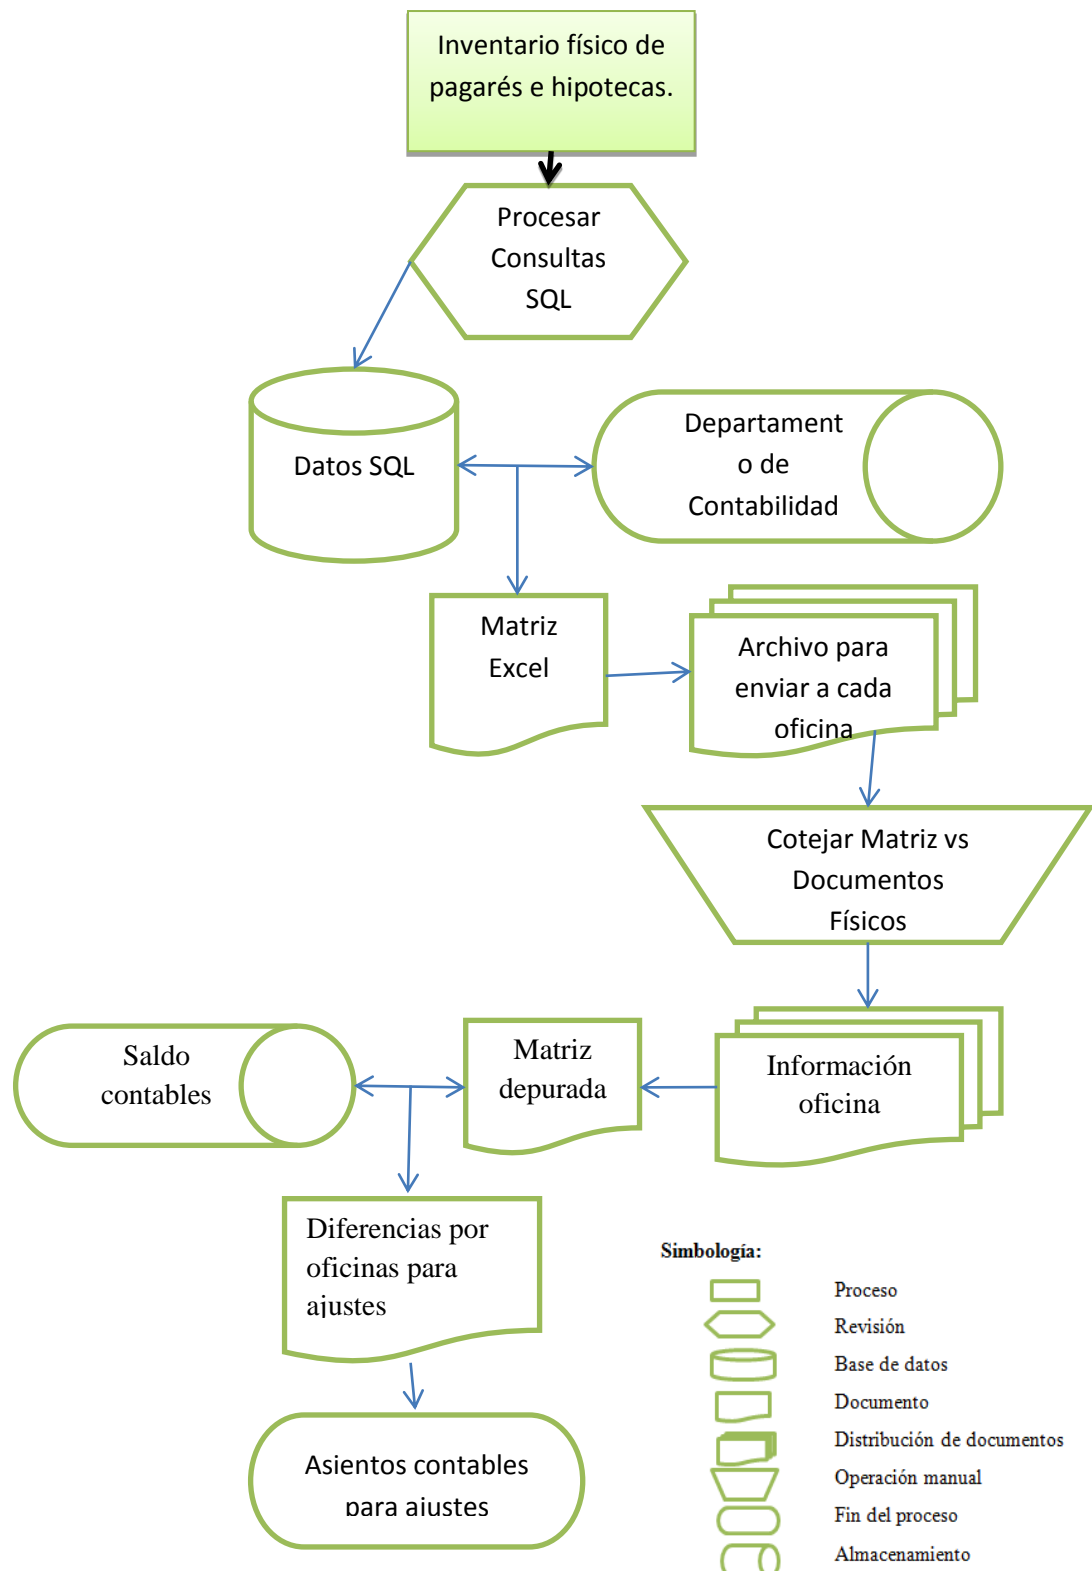 Inventario físico de
pagarés e hipotecas.
Procesar
Consultas
SQL
Datos SQL
Departament
o de
Contabilidad
Matriz
Excel
Archivo para
enviar a cada
oficina
Cotejar Matriz vs
Documentos
Físicos
Saldo
contables
Matriz
depurada
Información
oficina
Diferencias por
oficinas para
ajustes
Asientos contables
para ajustes
Simbología:
Proceso
Revisión
Base de datos
Documento
Distribución de documentos
Operación manual
Fin del proceso
Almacenamiento